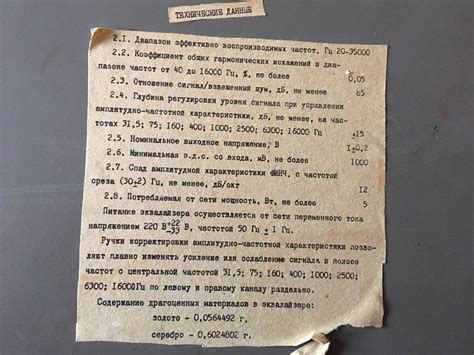 ТЕХНИЧЕСКИЕ ДАННЫЕ
2.1. Диапазон эффективно воспроизводимых частот. Гц 20-35000
2.2. Коэффициент общих гармонических искажений в диа-
пазоне частот от 40 до 16000 Гц, %, не более 0,05
2.3. Отношение сигнал/взвешенный шум, дБ, не менее 85
2.4. Глубина регулировки уровня сигнала при управлении
амплитудно-частотной характеристики, дБ, не менее, на час-
тотах 31,5; 75; 160; 400; 1000; 2500; 6300; 16000 Гц ±15
2.5. Номинальное выходное напряжение, В 1±0,2
2.6. Минимальная э.д.с. со входа, мВ, не более 1000
2.7. Спад амплитудной характеристики ФИНЧ, с частотой
среза (30±2) Гц, не менее, дБ/окт 12
2.8. Потребляемая от сети мощность, Вт, не более 5
Питание эквалайзера осуществляется от сети переменного тока
напряжением 220 В +22 -33 В, частотой 50 Гц ± 1 Гц.
Ручки корректировки амплитудно-частотной характеристики позво-
ляют плавно изменять усиление или ослабление сигнала в полосе
частот с центральной частотой 31,5; 75; 160; 400; 1000; 2500;
6300; 16000Гц по левому и правому каналу раздельно.
Содержание драгоценных материалов в эквалайзере:
золото - 0,0564492 г.
серебро - 0,6024802 г.